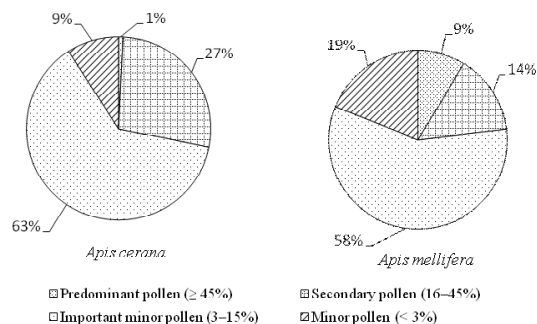 9%
1%
27%
63%
Apis cerana
19%
9%
14%
58%
Apis mellifera
Predominant pollen (≥ 45%)
Secondary pollen (16–45%)
Important minor pollen (3–15%)
Minor pollen (< 3%)